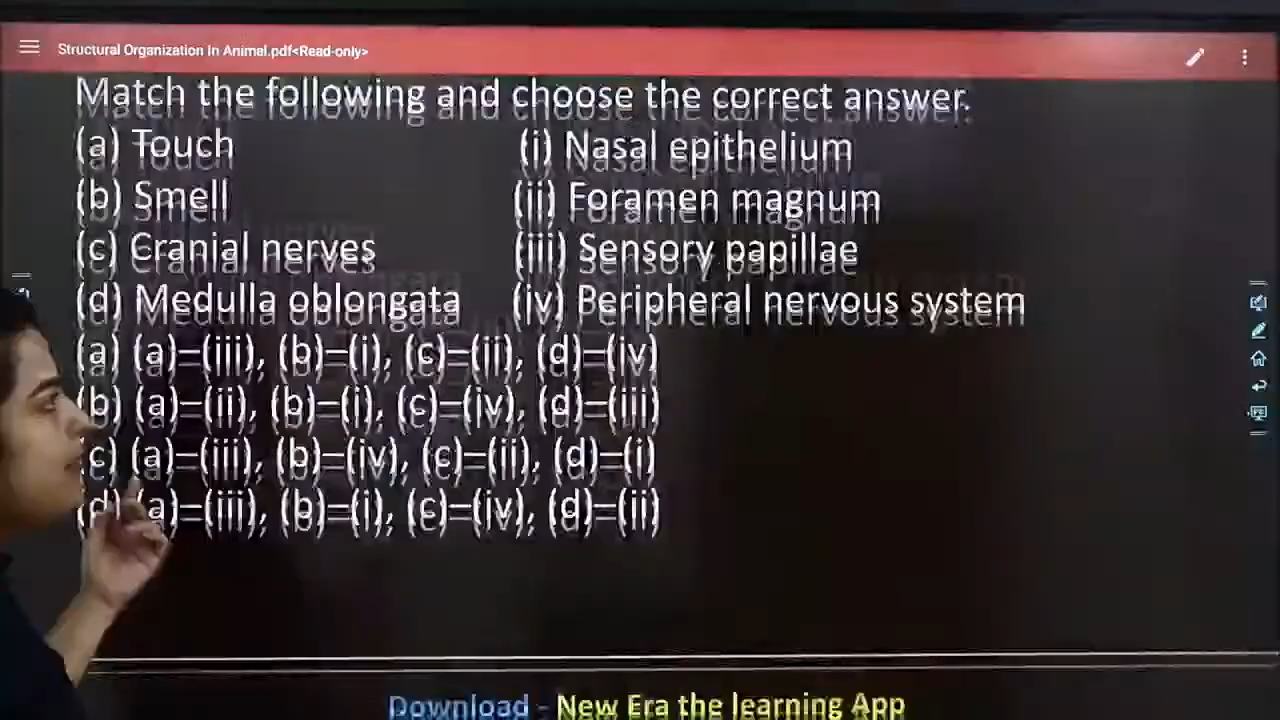 Structural Organization In Animal.pdf<Read-only>
Match the following and choose the correct answer.
(a) Touch (i) Nasal epithelium
(b) Smell (ii) Foramen magnum
(c) Cranial nerves (iii) Sensory papillae
(d) Medulla oblongata (iv) Peripheral nervous system
(a) (a)–(iii), (b)–(i), (c)–(ii), (d)–(iv)
(b) (a)–(ii), (b)–(i), (c)–(iv), (d)–(iii)
(c) (a)–(iii), (b)–(iv), (c)–(ii), (d)–(i)
(d) (a)–(iii), (b)–(i), (c)–(iv), (d)–(ii)
Download - New Era the learning App